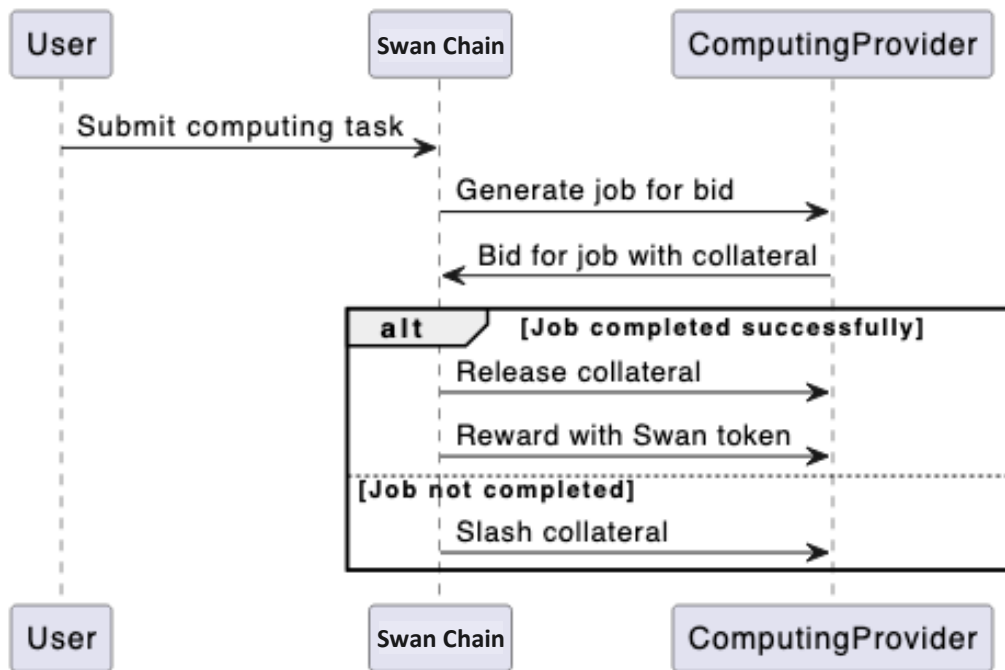 User
Swan Chain
ComputingProvider
Submit computing task
Generate job for bid
Bid for job with collateral
alt
[Job completed successfully]
Release collateral
Reward with Swan token
[Job not completed]
Slash collateral
User
Swan Chain
ComputingProvider